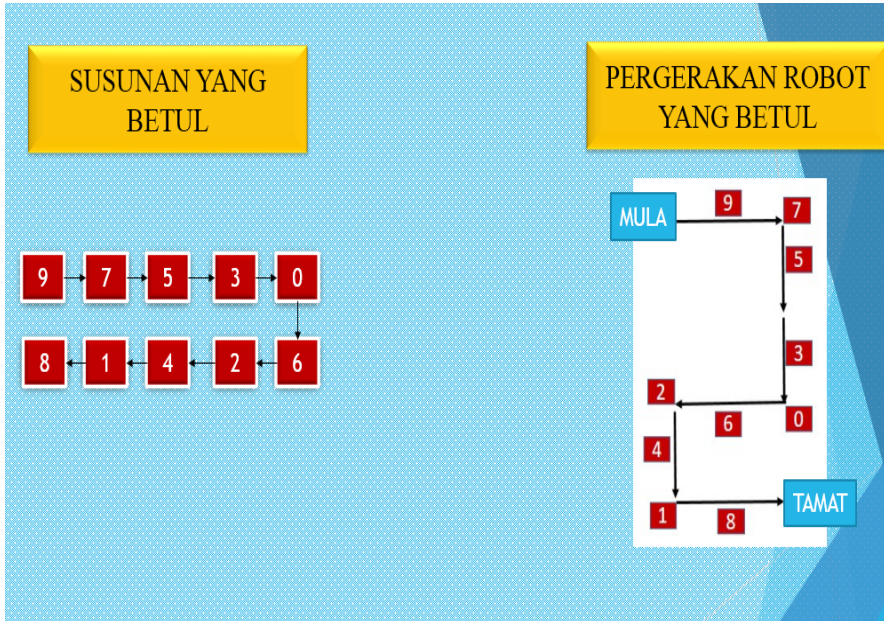 SUSUNAN YANG
BETUL
9 7 5 3 0
8 1 4 2 6
PERGERAKAN ROBOT
YANG BETUL
MULA 9 7
5
3
2 6 0
4
1 8 TAMAT